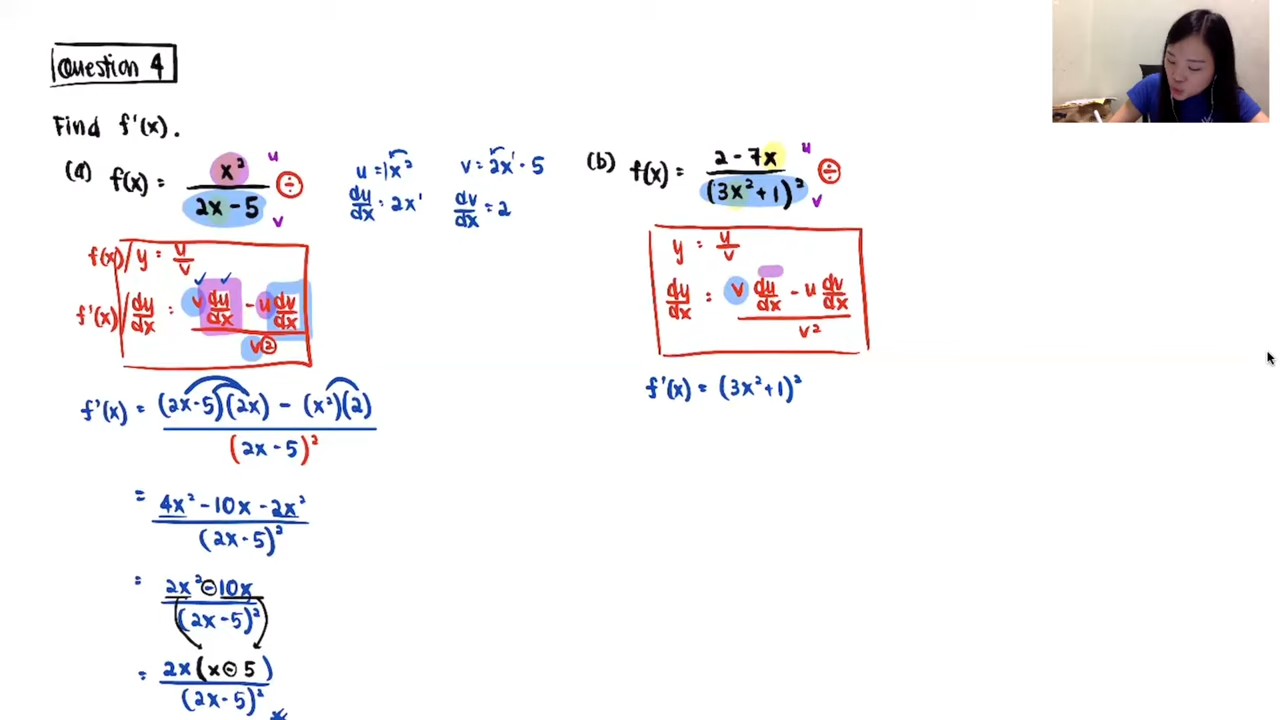 Question 4
Find f'(x).
(a) f(x) = x² / (2x - 5) ÷
u
v
u = 1x²
du/dx = 2x¹
v = 2x¹ - 5
dv/dx = 2
f(x) / y = u/v
f'(x) / dy/dx = (v du/dx - u dv/dx) / v²
f'(x) = ((2x-5)(2x) - (x²)(2)) / (2x-5)²
= (4x² - 10x - 2x²) / (2x-5)²
= (2x² - 10x) / (2x-5)²
= 2x(x - 5) / (2x-5)²
(b) f(x) = (2 - 7x) / (3x² + 1)² ÷
u
v
y = u/v
dy/dx = (v du/dx - u dv/dx) / v²
f'(x) = (3x² + 1)²